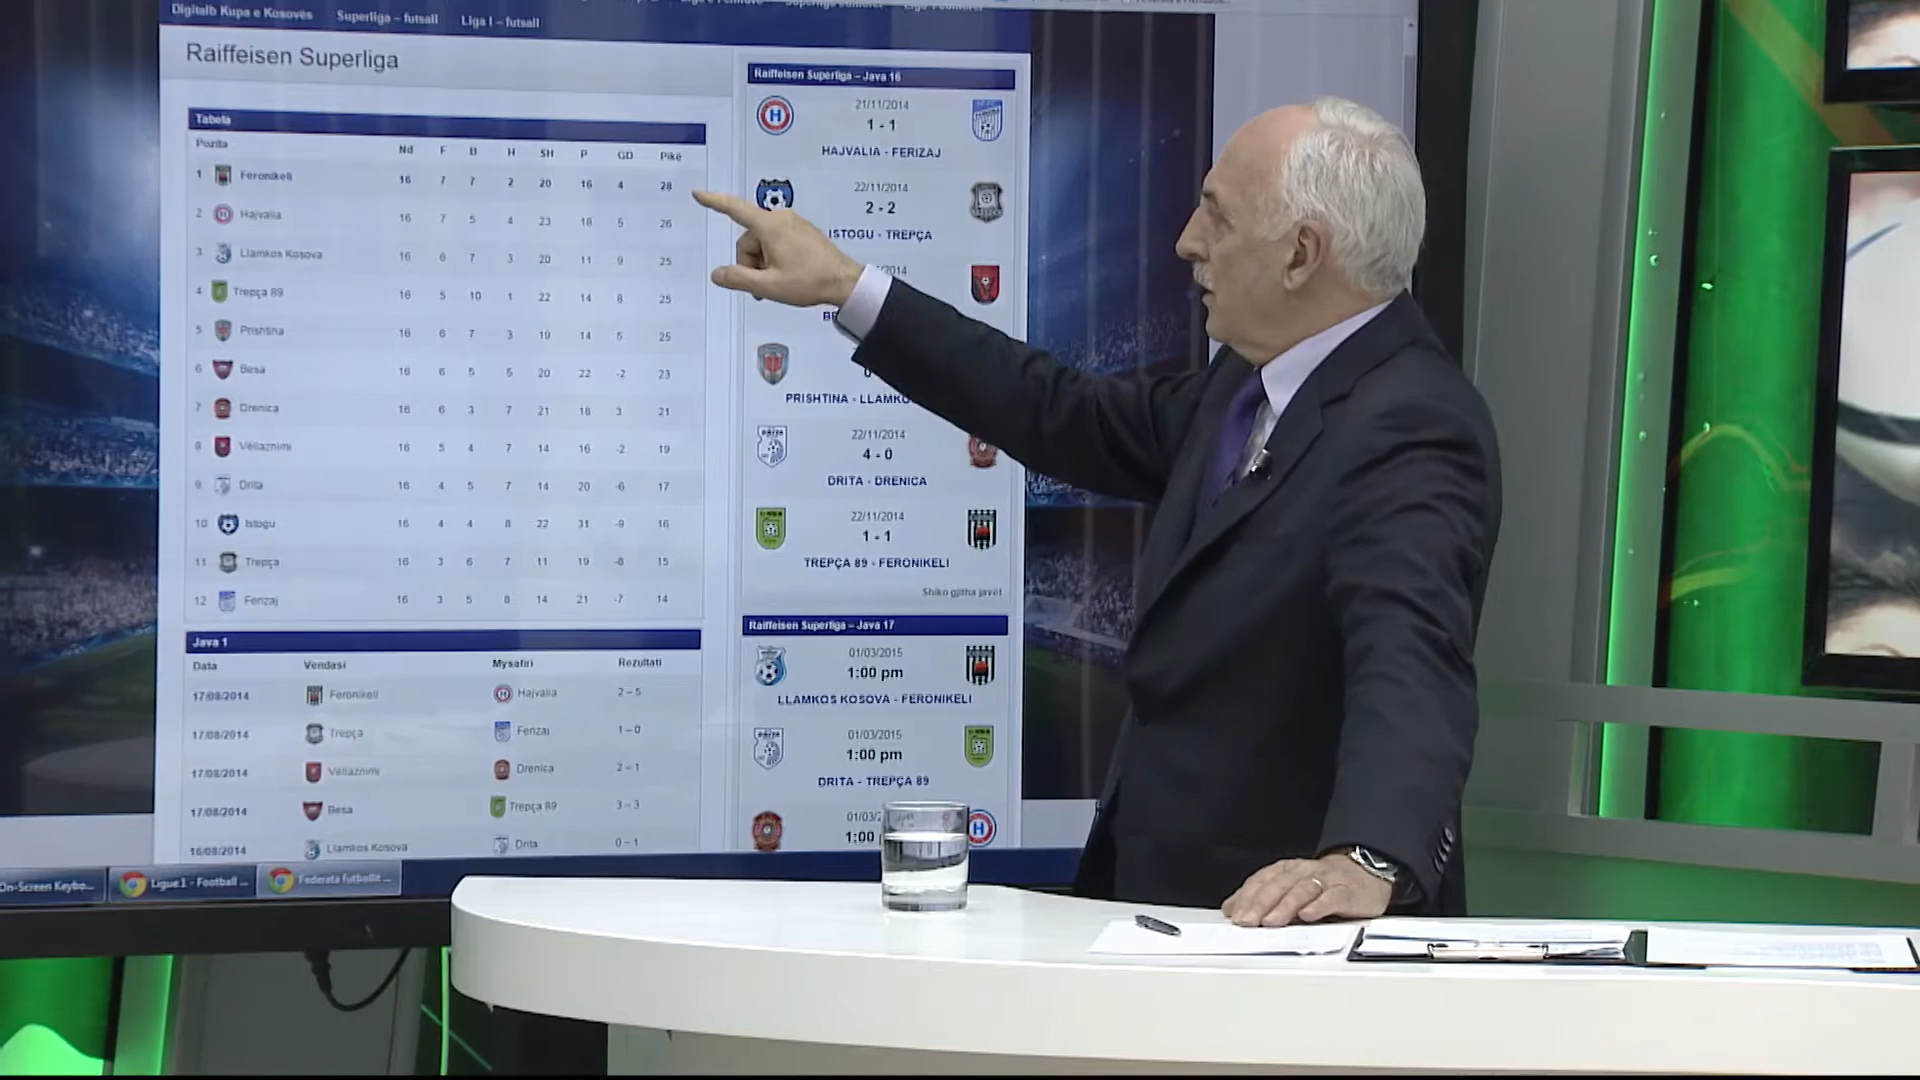 Digitalb Kupa e Kosovës Superliga – futsall Liga I – futsall
Raiffeisen Superliga
Tabela
Pozita Nd F B H SH P GD Pikë
1 Feronikeli 16 7 7 2 20 16 4 28
2 Hajvalia 16 7 5 4 23 18 5 26
3 Llamkos Kosova 16 6 7 3 20 11 9 25
4 Trepça 89 16 5 10 1 22 14 8 25
5 Prishtina 16 6 7 3 19 14 5 25
6 Besa 16 6 5 5 20 22 -2 23
7 Drenica 16 6 3 7 21 18 3 21
8 Vëllaznimi 16 5 4 7 14 16 -2 19
9 Drita 16 4 5 7 14 20 -6 17
10 Istogu 16 4 4 8 22 31 -9 16
11 Trepça 16 3 6 7 11 19 -8 15
12 Ferizaj 16 3 5 8 14 21 -7 14
Java 1
Data Vendasi Mysafiri Rezultati
17/08/2014 Feronikeli Hajvalia 2 – 5
17/08/2014 Trepça Ferizaj 1 – 0
17/08/2014 Vëllaznimi Drenica 2 – 1
17/08/2014 Besa Trepça 89 3 – 3
16/08/2014 Llamkos Kosova Drita 0 – 1
Raiffeisen Superliga – Java 16
21/11/2014
1 - 1
HAJVALIA - FERIZAJ
22/11/2014
2 - 2
ISTOGU - TREPÇA
PRISHTINA -
22/11/2014
4 - 0
DRITA - DRENICA
22/11/2014
1 - 1
TREPÇA 89 - FERONIKELI
Shiko gjitha javët
Raiffeisen Superliga – Java 17
01/03/2015
1:00 pm
LLAMKOS KOSOVA - FERONIKELI
01/03/2015
1:00 pm
DRITA - TREPÇA 89
01/03/2
1:00
On-Screen Keybo... Ligue 1 - Football ... Federata futbollit ...